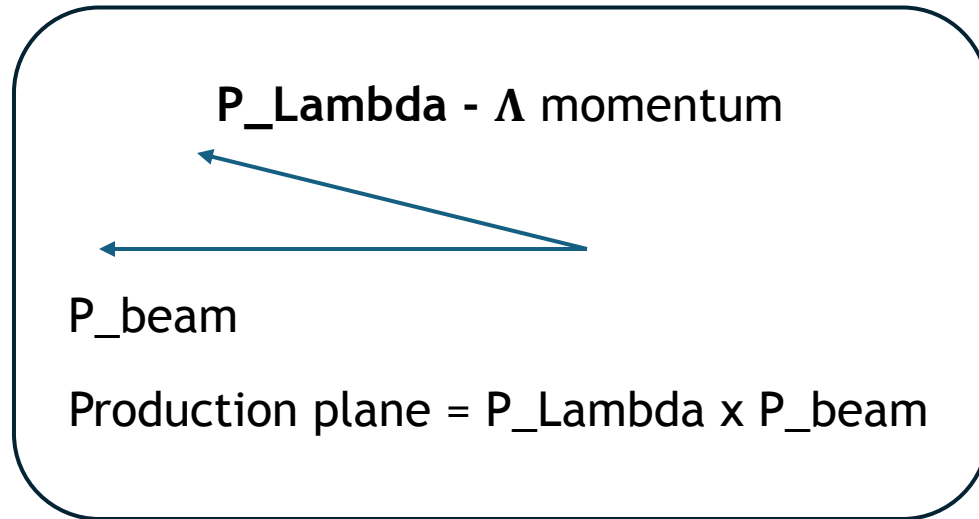 P_Lambda - Λ momentum
P_beam
Production plane = P_Lambda x P_beam